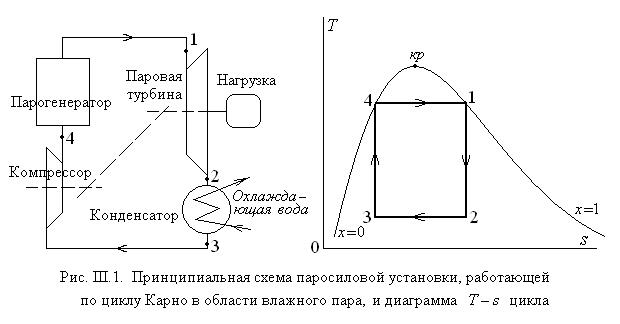 1
Паровая
турбина
Нагрузка
Парогенератор
4
Компрессор
2
Охлажда–
ющая вода
Конденсатор
3
T
кр
4
1
3
2
x=0
x=1
0
s
Рис. III.1. Принципиальная схема паросиловой установки, работающей
по циклу Карно в области влажного пара, и диаграмма T – s цикла